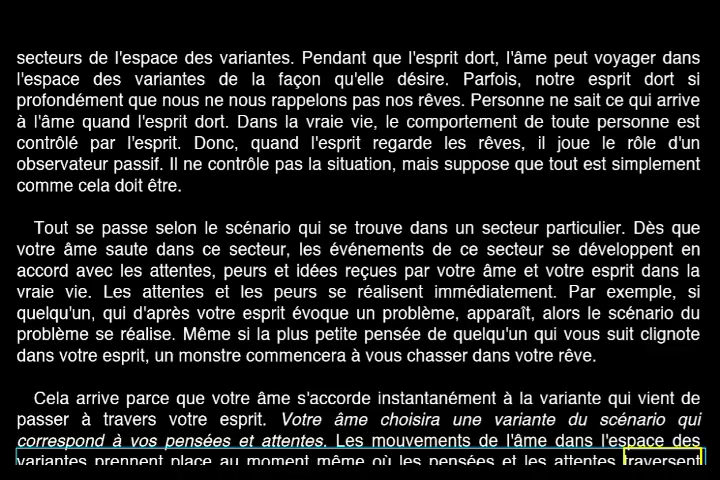 secteurs de l'espace des variantes. Pendant que l'esprit dort, l'âme peut voyager dans
l'espace des variantes de la façon qu'elle désire. Parfois, notre esprit dort si
profondément que nous ne nous rappelons pas nos rêves. Personne ne sait ce qui arrive
à l'âme quand l'esprit dort. Dans la vraie vie, le comportement de toute personne est
contrôlé par l'esprit. Donc, quand l'esprit regarde les rêves, il joue le rôle d'un
observateur passif. Il ne contrôle pas la situation, mais suppose que tout est simplement
comme cela doit être.
Tout se passe selon le scénario qui se trouve dans un secteur particulier. Dès que
votre âme saute dans ce secteur, les événements de ce secteur se développent en
accord avec les attentes, peurs et idées reçues par votre âme et votre esprit dans la
vraie vie. Les attentes et les peurs se réalisent immédiatement. Par exemple, si
quelqu'un, qui d'après votre esprit évoque un problème, apparaît, alors le scénario du
problème se réalise. Même si la plus petite pensée de quelqu'un qui vous suit clignote
dans votre esprit, un monstre commencera à vous chasser dans votre rêve.
Cela arrive parce que votre âme s'accorde instantanément à la variante qui vient de
passer à travers votre esprit. Votre âme choisira une variante du scénario qui
correspond à vos pensées et attentes. Les mouvements de l'âme dans l'espace des
variantes prennent place au moment même où les pensées et les attentes traversent